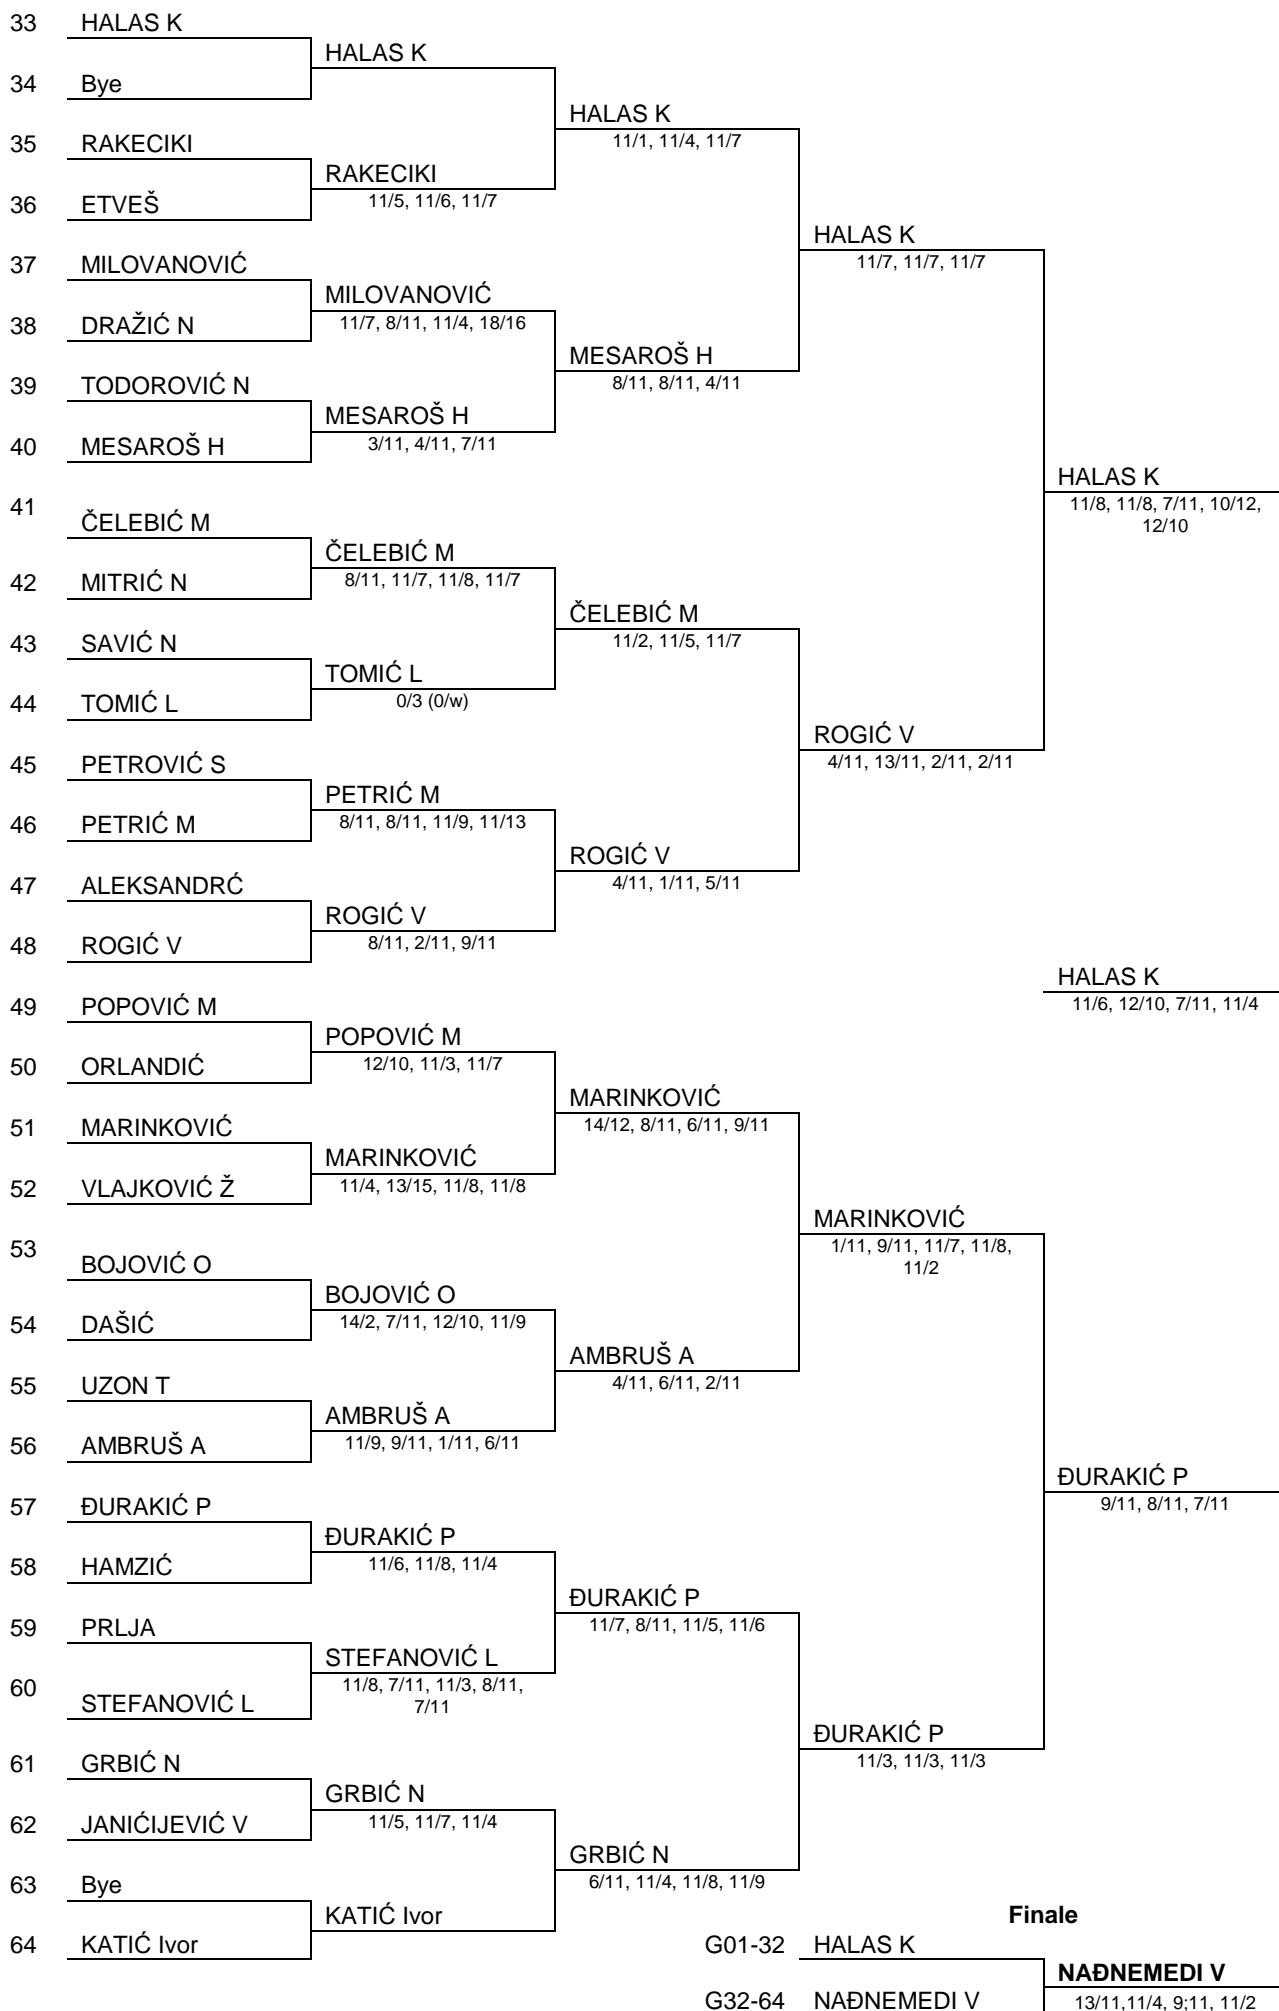 33 HALAS K
HALAS K
34 Bye
HALAS K
11/1, 11/4, 11/7
35 RAKECIKI
RAKECIKI
11/5, 11/6, 11/7
36 ETVEŠ
HALAS K
11/7, 11/7, 11/7
37 MILOVANOVIĆ
MILOVANOVIĆ
11/7, 8/11, 11/4, 18/16
38 DRAŽIĆ N
MESAROŠ H
8/11, 8/11, 4/11
39 TODOROVIĆ N
MESAROŠ H
3/11, 4/11, 7/11
40 MESAROŠ H
HALAS K
11/8, 11/8, 7/11, 10/12,
12/10
41 ČELEBIĆ M
ČELEBIĆ M
8/11, 11/7, 11/8, 11/7
42 MITRIĆ N
ČELEBIĆ M
11/2, 11/5, 11/7
43 SAVIĆ N
TOMIĆ L
0/3 (0/w)
44 TOMIĆ L
ROGIĆ V
4/11, 13/11, 2/11, 2/11
45 PETROVIĆ S
PETRIĆ M
8/11, 8/11, 11/9, 11/13
46 PETRIĆ M
ROGIĆ V
4/11, 1/11, 5/11
47 ALEKSANDRĆ
ROGIĆ V
8/11, 2/11, 9/11
48 ROGIĆ V
HALAS K
11/6, 12/10, 7/11, 11/4
49 POPOVIĆ M
POPOVIĆ M
12/10, 11/3, 11/7
50 ORLANDIĆ
MARINKOVIĆ
14/12, 8/11, 6/11, 9/11
51 MARINKOVIĆ
MARINKOVIĆ
11/4, 13/15, 11/8, 11/8
52 VLAJKOVIĆ Ž
MARINKOVIĆ
1/11, 9/11, 11/7, 11/8,
11/2
53 BOJOVIĆ O
BOJOVIĆ O
14/2, 7/11, 12/10, 11/9
54 DAŠIĆ
AMBRUŠ A
4/11, 6/11, 2/11
55 UZON T
AMBRUŠ A
11/9, 9/11, 1/11, 6/11
56 AMBRUŠ A
ĐURAKIĆ P
9/11, 8/11, 7/11
57 ĐURAKIĆ P
ĐURAKIĆ P
11/6, 11/8, 11/4
58 HAMZIĆ
ĐURAKIĆ P
11/7, 8/11, 11/5, 11/6
59 PRLJA
STEFANOVIĆ L
11/8, 7/11, 11/3, 8/11,
7/11
60 STEFANOVIĆ L
ĐURAKIĆ P
11/3, 11/3, 11/3
61 GRBIĆ N
GRBIĆ N
11/5, 11/7, 11/4
62 JANIĆIJEVIĆ V
GRBIĆ N
6/11, 11/4, 11/8, 11/9
63 Bye
KATIĆ Ivor
64 KATIĆ Ivor
Finale
G01-32 HALAS K
NAĐNEMEDI V
13/11,11/4, 9;11, 11/2
G32-64 NAĐNEMEDI V